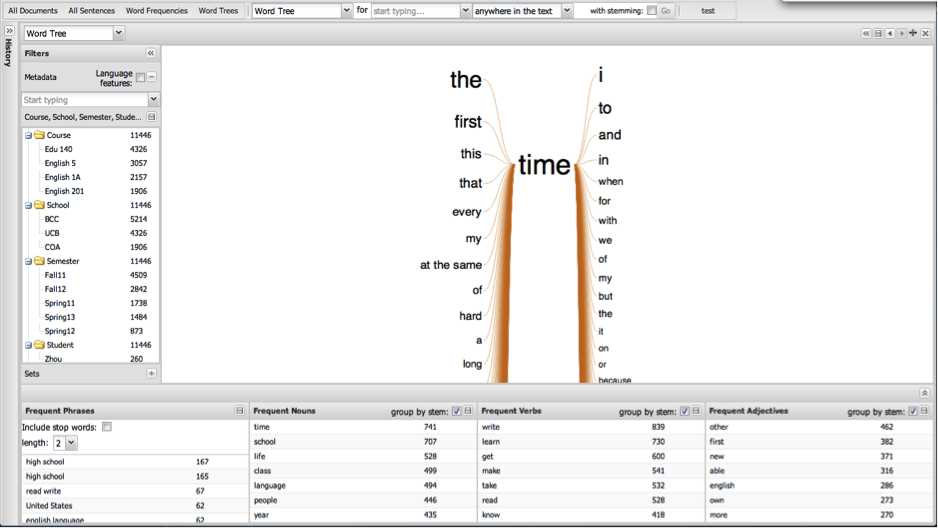 All Documents All Sentences Word Frequencies Word Trees Word Tree for start typing... anywhere in the text with stemming: Go test
History
Word Tree
Filters
Metadata Language features:
Start typing
Course, School, Semester, Stude...
Course 11446
Edu 140 4326
English 5 3057
English 1A 2157
English 201 1906
School 11446
BCC 5214
UCB 4326
COA 1906
Semester 11446
Fall11 4509
Fall12 2842
Spring11 1738
Spring13 1484
Spring12 873
Student 11446
Zhou 260
Sets
the
first
this
that
every
my
at the same
of
hard
a
long
time
i
to
and
in
when
for
with
we
of
my
but
the
it
on
or
because
Frequent Phrases
Include stop words:
length: 2
high school 167
high school 165
read write 67
United States 62
english language 62
Frequent Nouns group by stem:
time 741
school 707
life 528
class 499
language 494
people 446
year 435
Frequent Verbs group by stem:
write 839
learn 730
get 600
make 541
take 532
read 528
know 418
Frequent Adjectives group by stem:
other 462
first 382
new 371
able 316
english 286
own 273
more 270